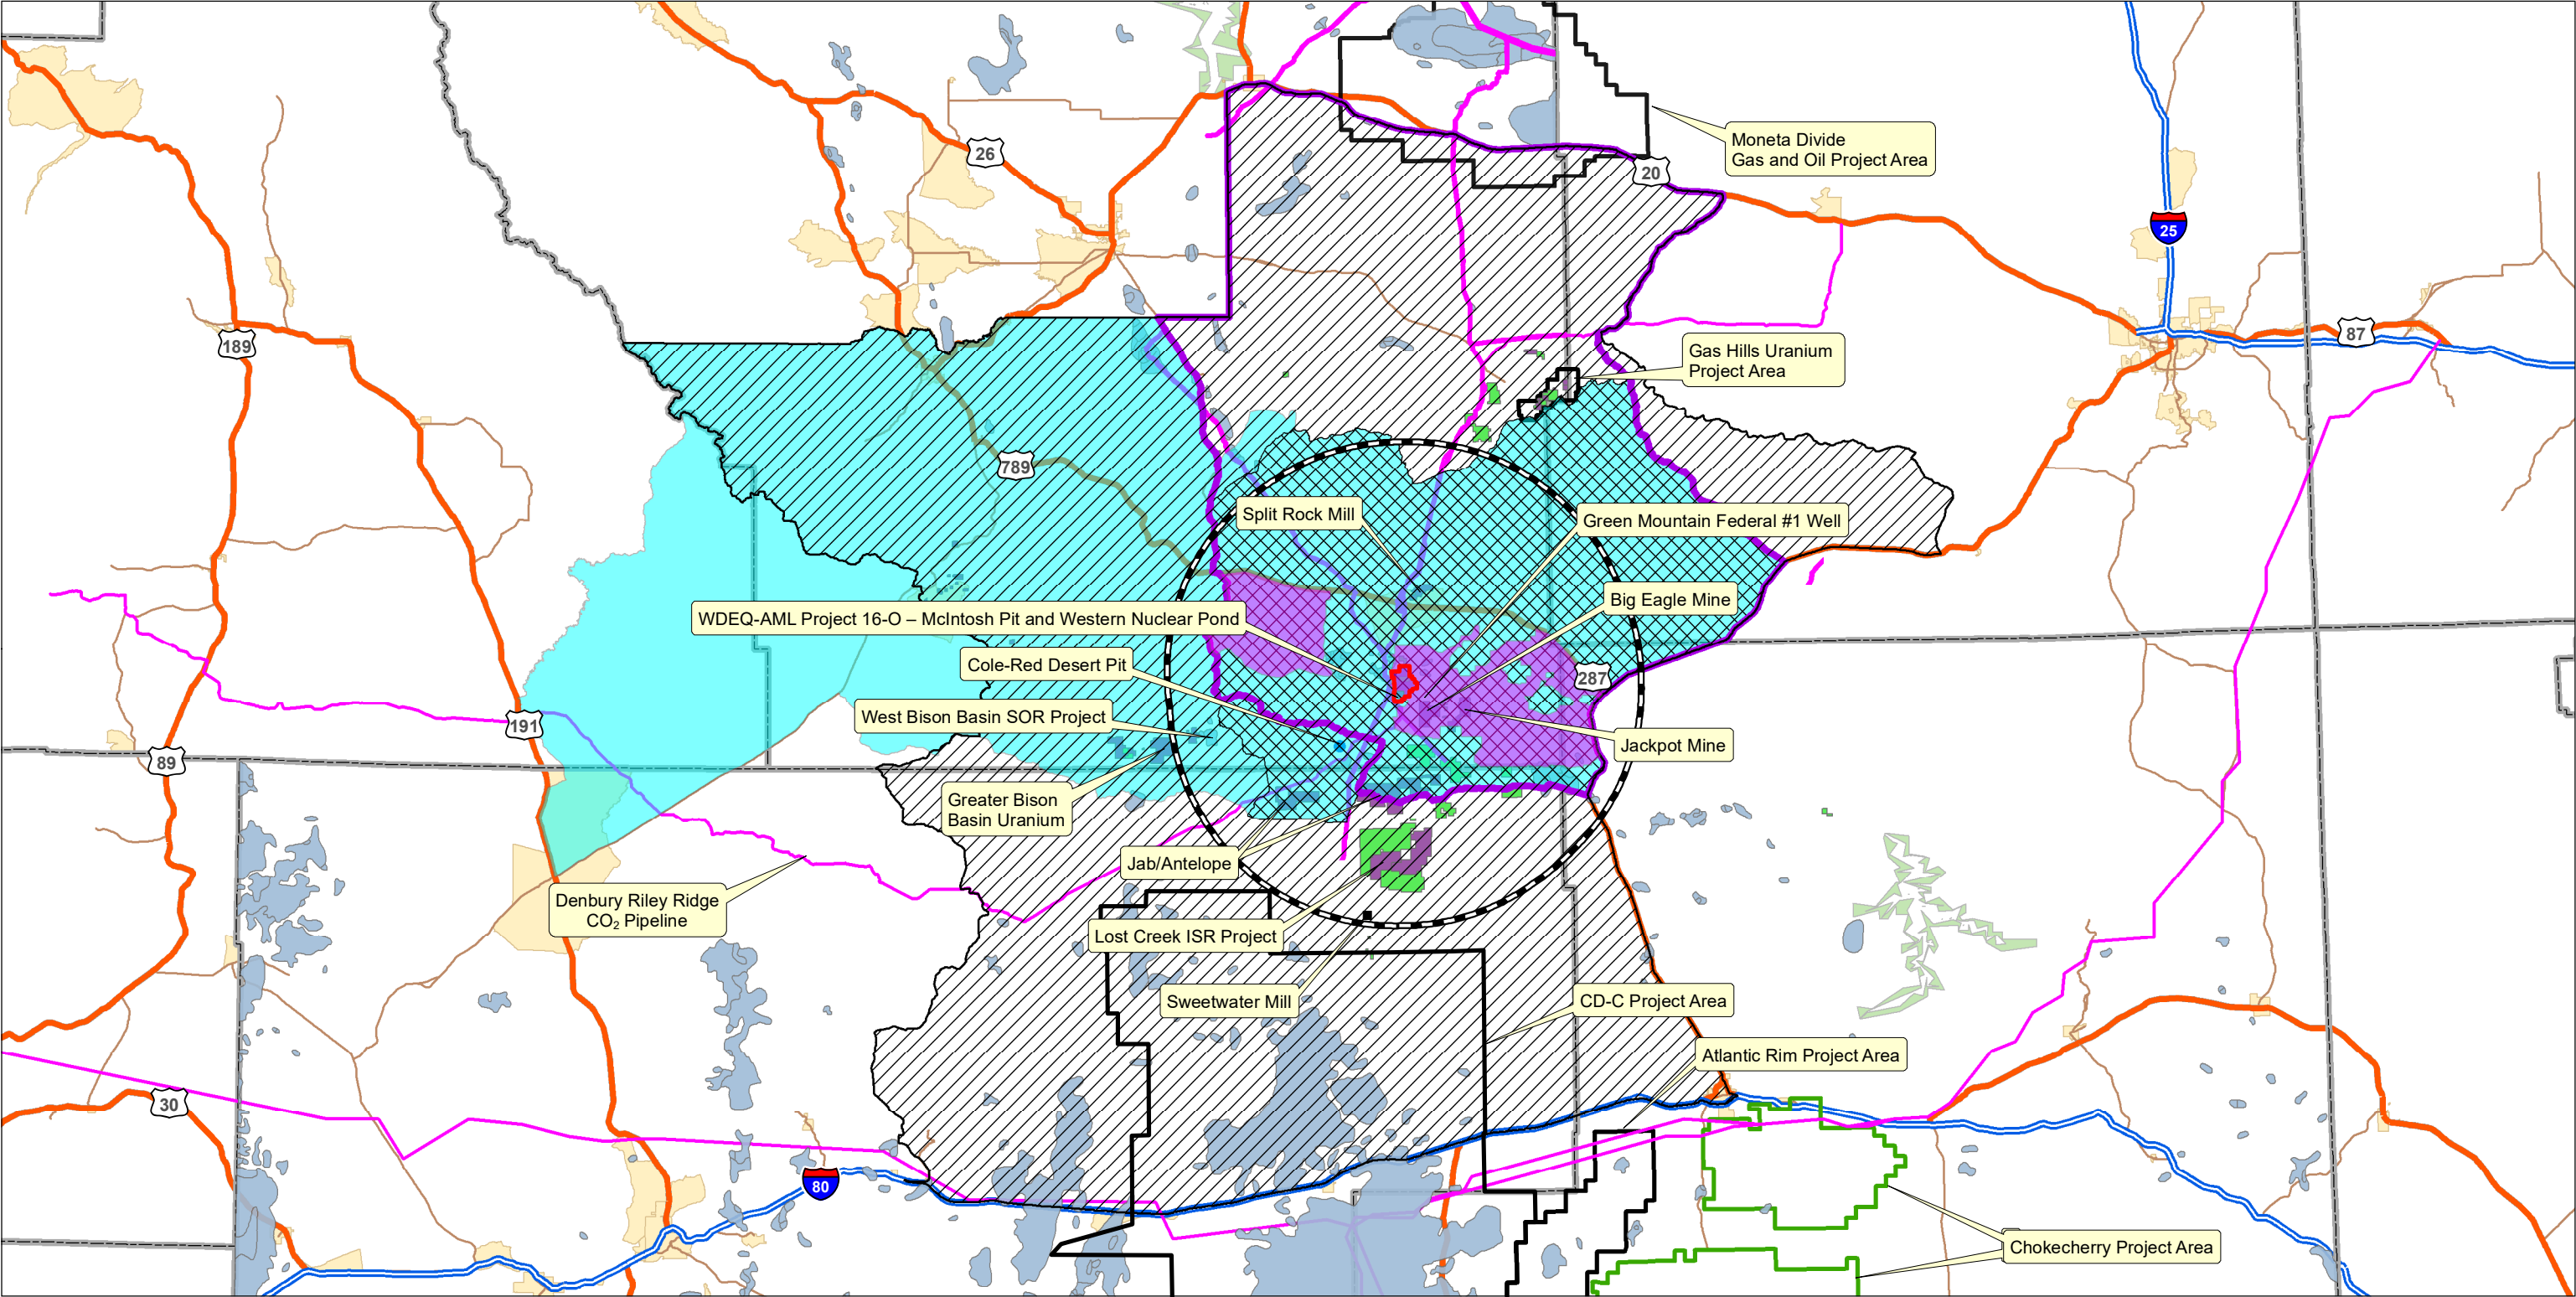 26
Moneta Divide
Gas and Oil Project Area
20
25
189
87
Gas Hills Uranium
Project Area
789
Split Rock Mill
Green Mountain Federal #1 Well
Big Eagle Mine
WDEQ-AML Project 16-O – McIntosh Pit and Western Nuclear Pond
Cole-Red Desert Pit
287
West Bison Basin SOR Project
191
Jackpot Mine
89
Greater Bison
Basin Uranium
Jab/Antelope
Denbury Riley Ridge
CO₂ Pipeline
Lost Creek ISR Project
Sweetwater Mill
CD-C Project Area
Atlantic Rim Project Area
30
80
Chokecherry Project Area